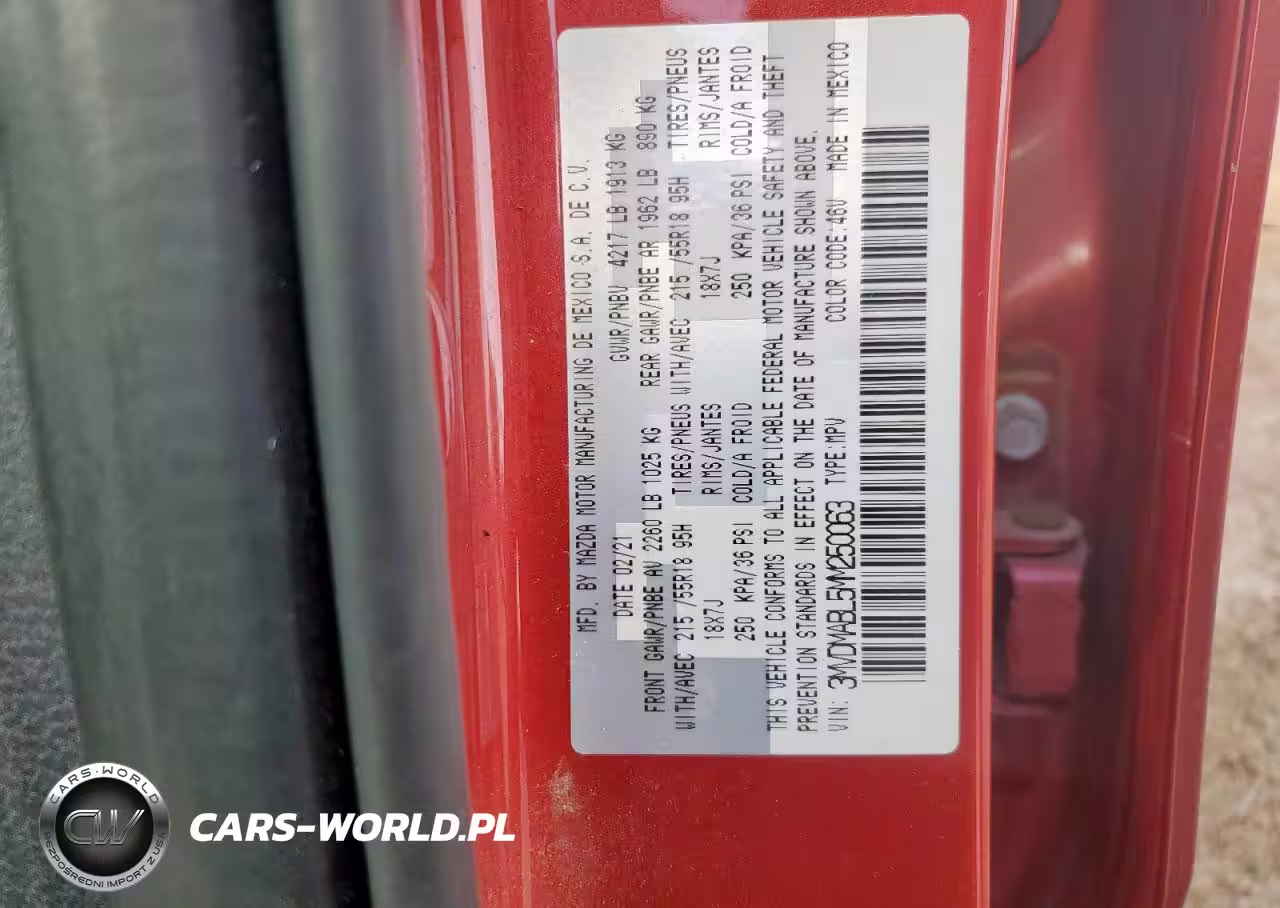 MFD. BY MAZDA MOTOR MANUFACTURING DE MEXICO S.A. DE C.V.
DATE 02/21 GVWR/PNBV 4217 LB 1913 KG
FRONT GAWR/PNBE AV 2260 LB 1025 KG REAR GAWR/PNBE AR 1962 LB 890 KG
WITH/AVEC 215 /55R18 95H TIRES/PNEUS WITH/AVEC 215 /55R18 95H TIRES/PNEUS
18X7J RIMS/JANTES 18X7J RIMS/JANTES
250 KPA/36 PSI COLD/A FROID 250 KPA/36 PSI COLD/A FROID
THIS VEHICLE CONFORMS TO ALL APPLICABLE FEDERAL MOTOR VEHICLE SAFETY AND THEFT
PREVENTION STANDARDS IN EFFECT ON THE DATE OF MANUFACTURE SHOWN ABOVE.
VIN: 3MVDMABL5MM250063 TYPE:MPV COLOR CODE:46V MADE IN MEXICO
CARS-WORLD
CW
BEZPOŚREDNI IMPORT Z USA
CARS-WORLD.PL